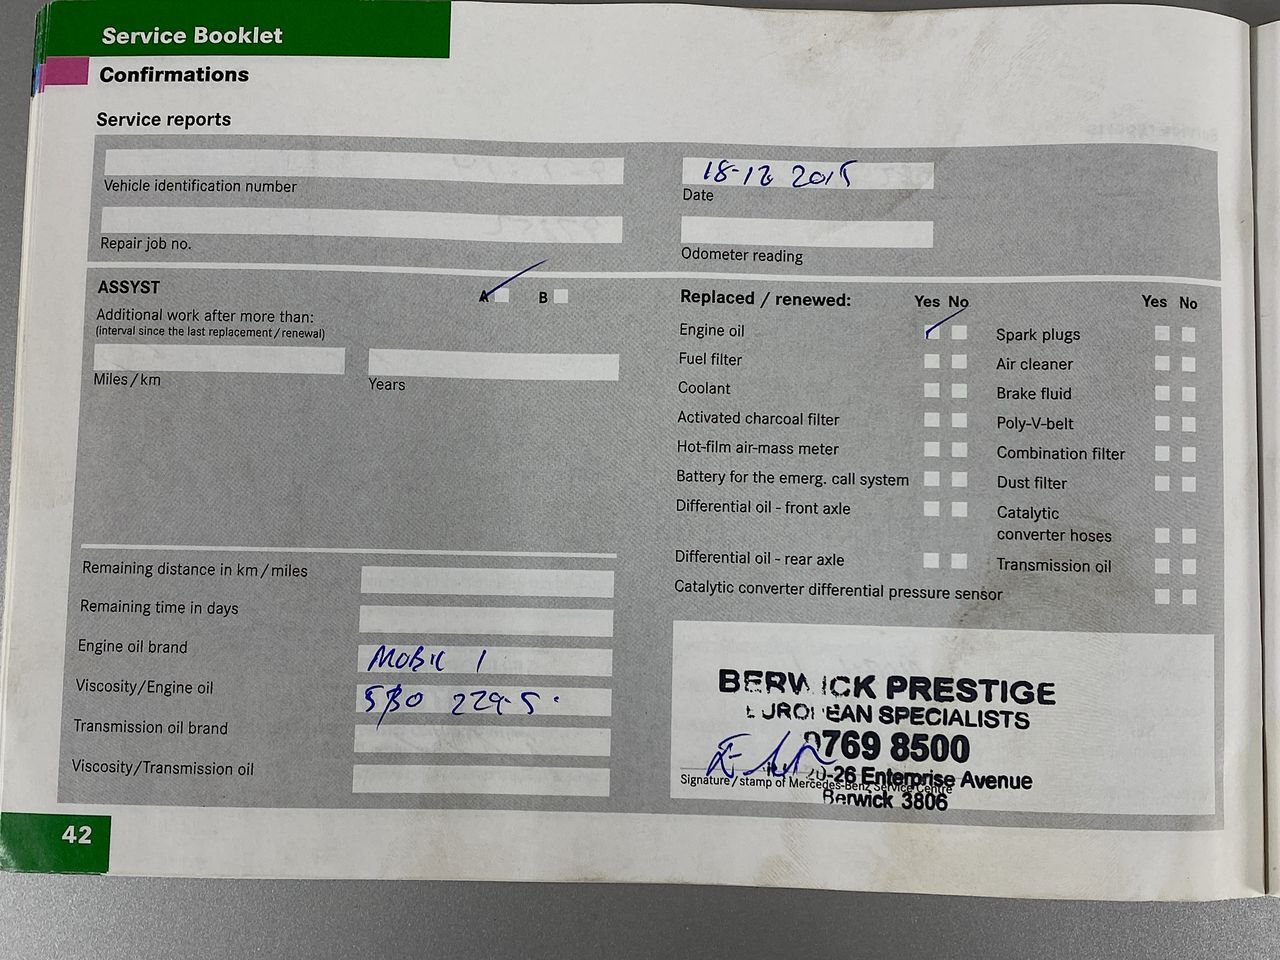 Service Booklet
Confirmations
Service reports
Vehicle identification number
18-12 2015
Date
Repair job no.
Odometer reading
ASSYST
A B
Additional work after more than:
(interval since the last replacement / renewal)
Miles / km
Years
Replaced / renewed: Yes No Yes No
Engine oil
Spark plugs
Fuel filter
Air cleaner
Coolant
Brake fluid
Activated charcoal filter
Poly-V-belt
Hot-film air-mass meter
Combination filter
Battery for the emerg. call system
Dust filter
Differential oil - front axle
Catalytic
converter hoses
Differential oil - rear axle
Transmission oil
Catalytic converter differential pressure sensor
Remaining distance in km / miles
Remaining time in days
Engine oil brand
MOBIL 1
Viscosity/Engine oil
229.5
Transmission oil brand
Viscosity/Transmission oil
BERWICK PRESTIGE
EUROPEAN SPECIALISTS
9769 8500
20-26 Enterprise Avenue
Signature / stamp of Mercedes-Benz Service Centre
Berwick 3806
42